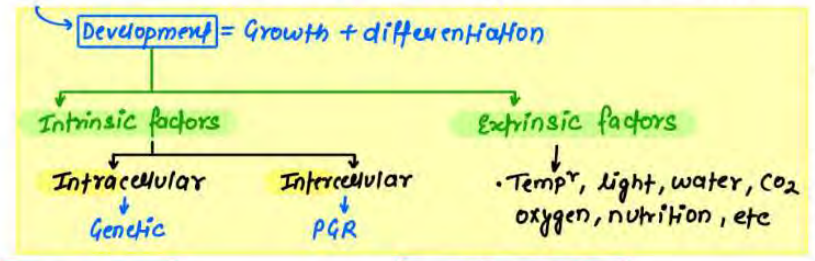 Development = Growth + differentiation
Intrinsic factors
Extrinsic factors
Intracellular
Intercellular
• Tempr, light, water, CO2
oxygen, nutrition, etc
Genetic
PGR